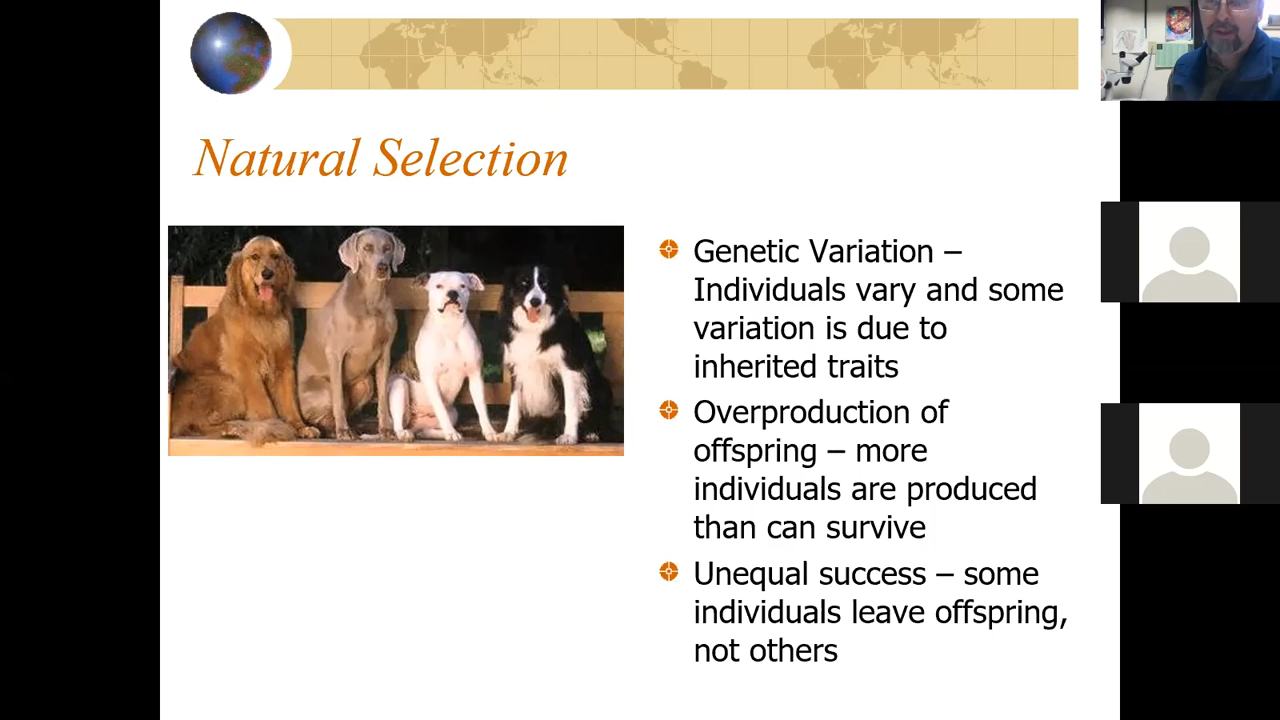 Natural Selection
Genetic Variation –
Individuals vary and some
variation is due to
inherited traits
Overproduction of
offspring – more
individuals are produced
than can survive
Unequal success – some
individuals leave offspring,
not others